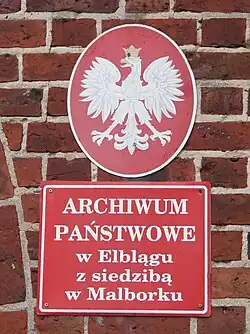 ARCHIWUM
PAŃSTWOWE
w Elblągu
z siedzibą
w Malborku